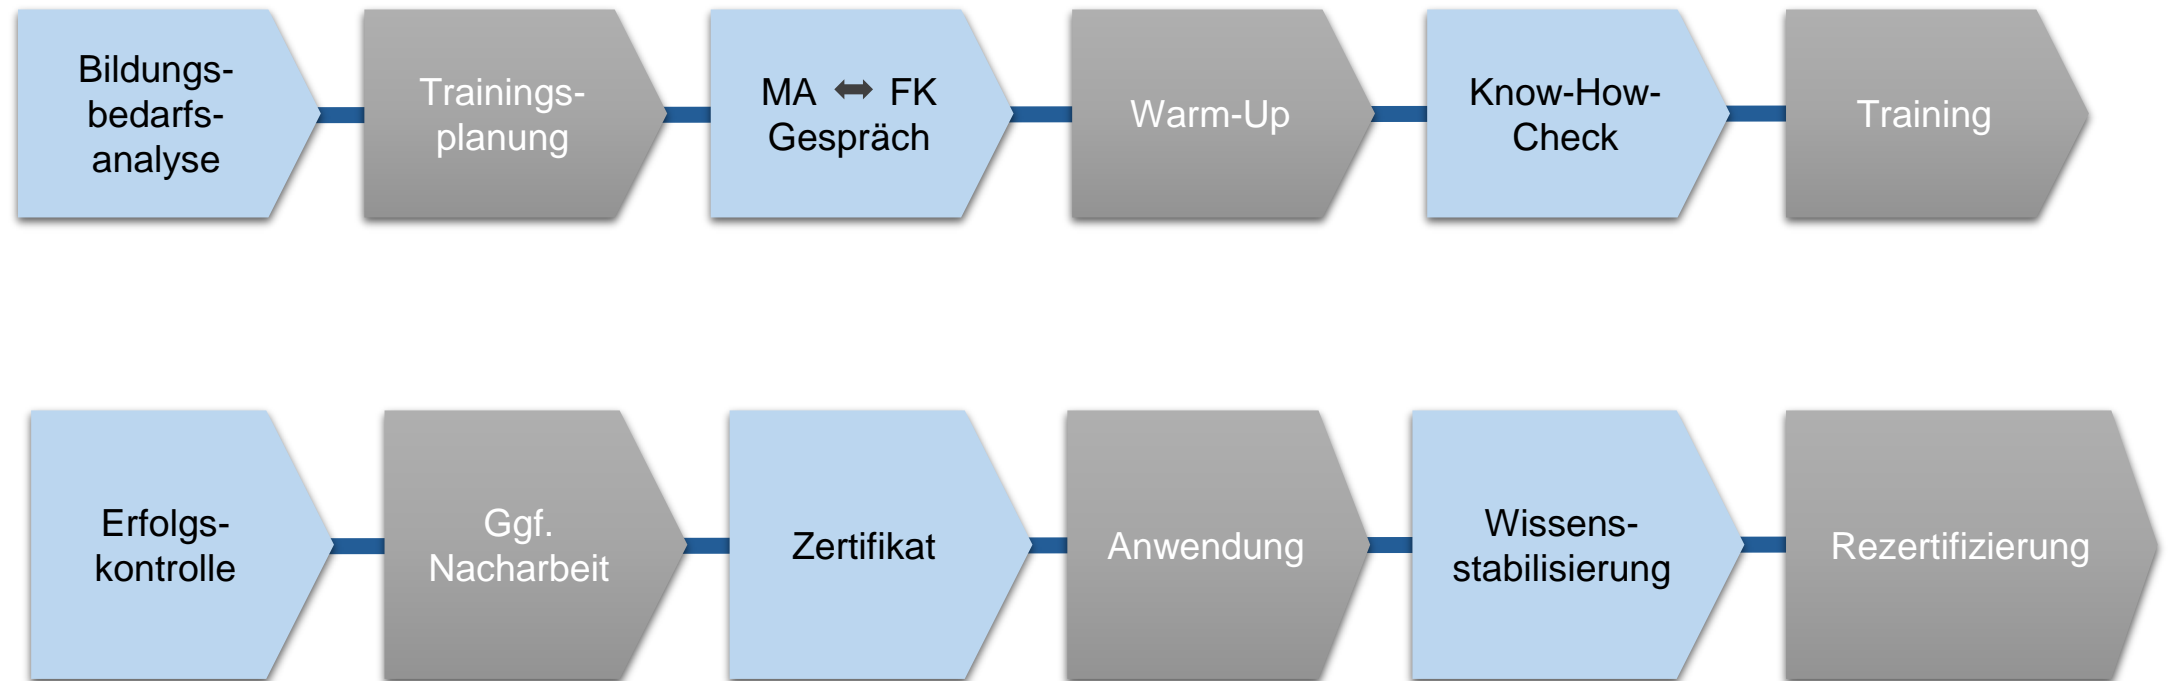 Bildungs-
bedarfs-
analyse
Trainings-
planung
MA ⬌ FK
Gespräch
Warm-Up
Know-How-
Check
Training
Erfolgs-
kontrolle
Ggf.
Nacharbeit
Zertifikat
Anwendung
Wissens-
stabilisierung
Rezertifizierung